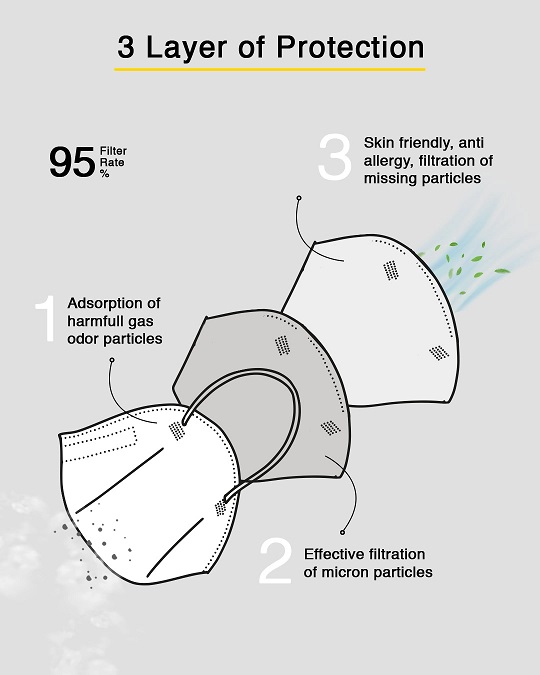 3 Layer of Protection
95 Filter
Rate
%
3
Skin friendly, anti
allergy, filtration of
missing particles
1
Adsorption of
harmfull gas
odor particles
2
Effective filtration
of micron particles